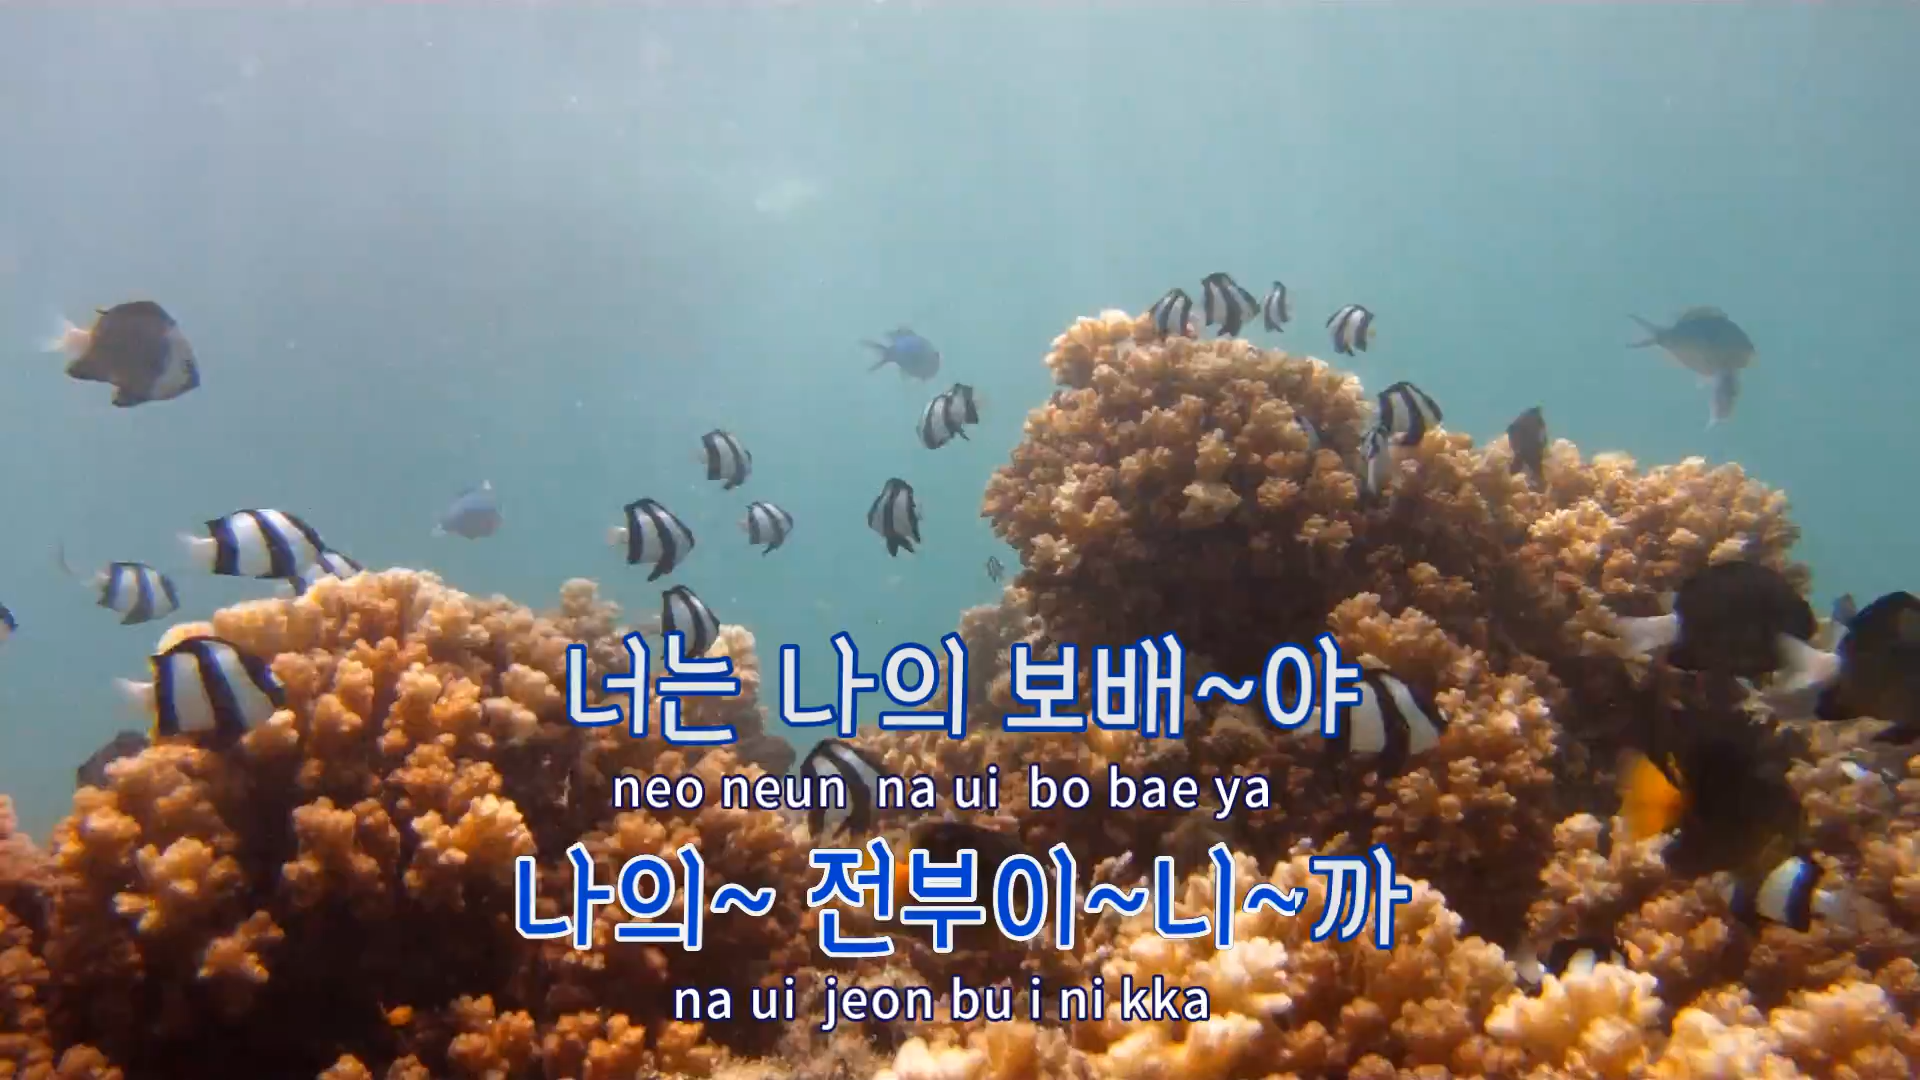 너는 나의 보배~야
neo neun na ui bo bae ya
나의~ 전부이~니~까
na ui jeon bu i ni kka